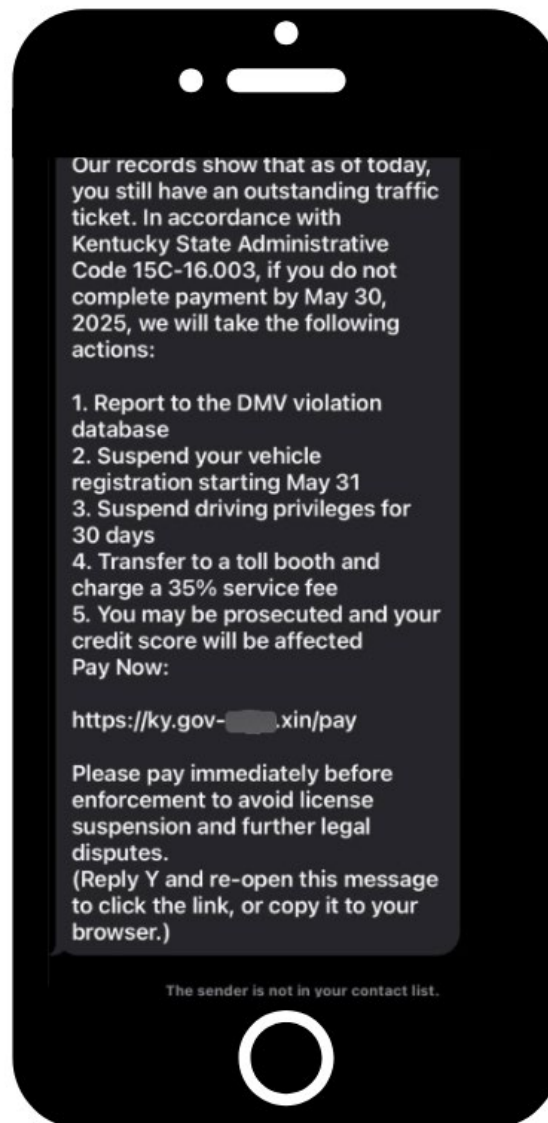 Our records show that as of today,
you still have an outstanding traffic
ticket. In accordance with
Kentucky State Administrative
Code 15C-16.003, if you do not
complete payment by May 30,
2025, we will take the following
actions:
1. Report to the DMV violation
database
2. Suspend your vehicle
registration starting May 31
3. Suspend driving privileges for
30 days
4. Transfer to a toll booth and
charge a 35% service fee
5. You may be prosecuted and your
credit score will be affected
Pay Now:
https://ky.gov-.xin/pay
Please pay immediately before
enforcement to avoid license
suspension and further legal
disputes.
(Reply Y and re-open this message
to click the link, or copy it to your
browser.)
The sender is not in your contact list.